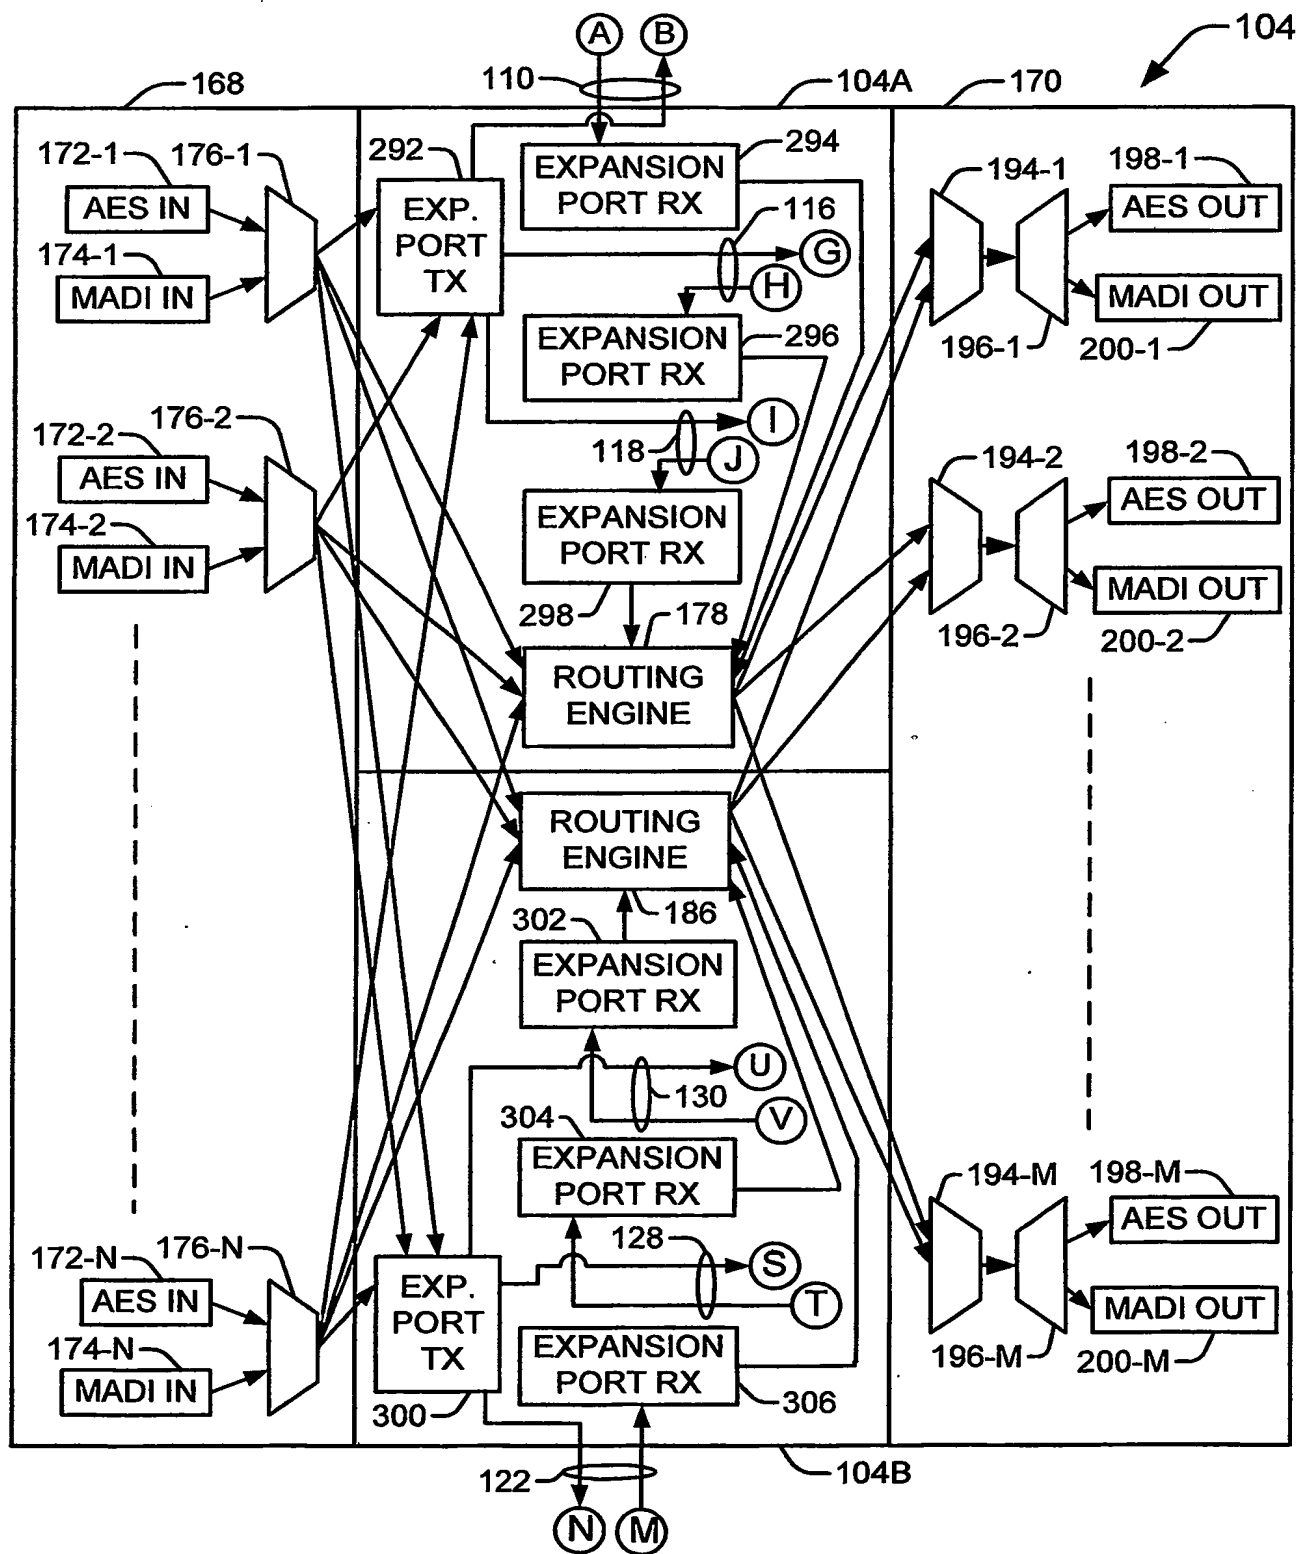 A B
104
110
168
104A
170
172-1
176-1
292
294
194-1
198-1
AES IN
EXPANSION
PORT RX
AES OUT
EXP.
PORT
TX
174-1
116
G
MADI IN
H
MADI OUT
EXPANSION
PORT RX
296
196-1
200-1
172-2
176-2
I
118
J
194-2
198-2
AES IN
AES OUT
174-2
EXPANSION
PORT RX
MADI IN
MADI OUT
298
178
196-2
200-2
ROUTING
ENGINE
ROUTING
ENGINE
302
186
EXPANSION
PORT RX
U
130
304
V
EXPANSION
PORT RX
194-M
198-M
AES OUT
172-N
176-N
128
S
AES IN
EXP.
PORT
TX
T
MADI OUT
174-N
EXPANSION
PORT RX
196-M
200-M
MADI IN
300
306
122
104B
N M